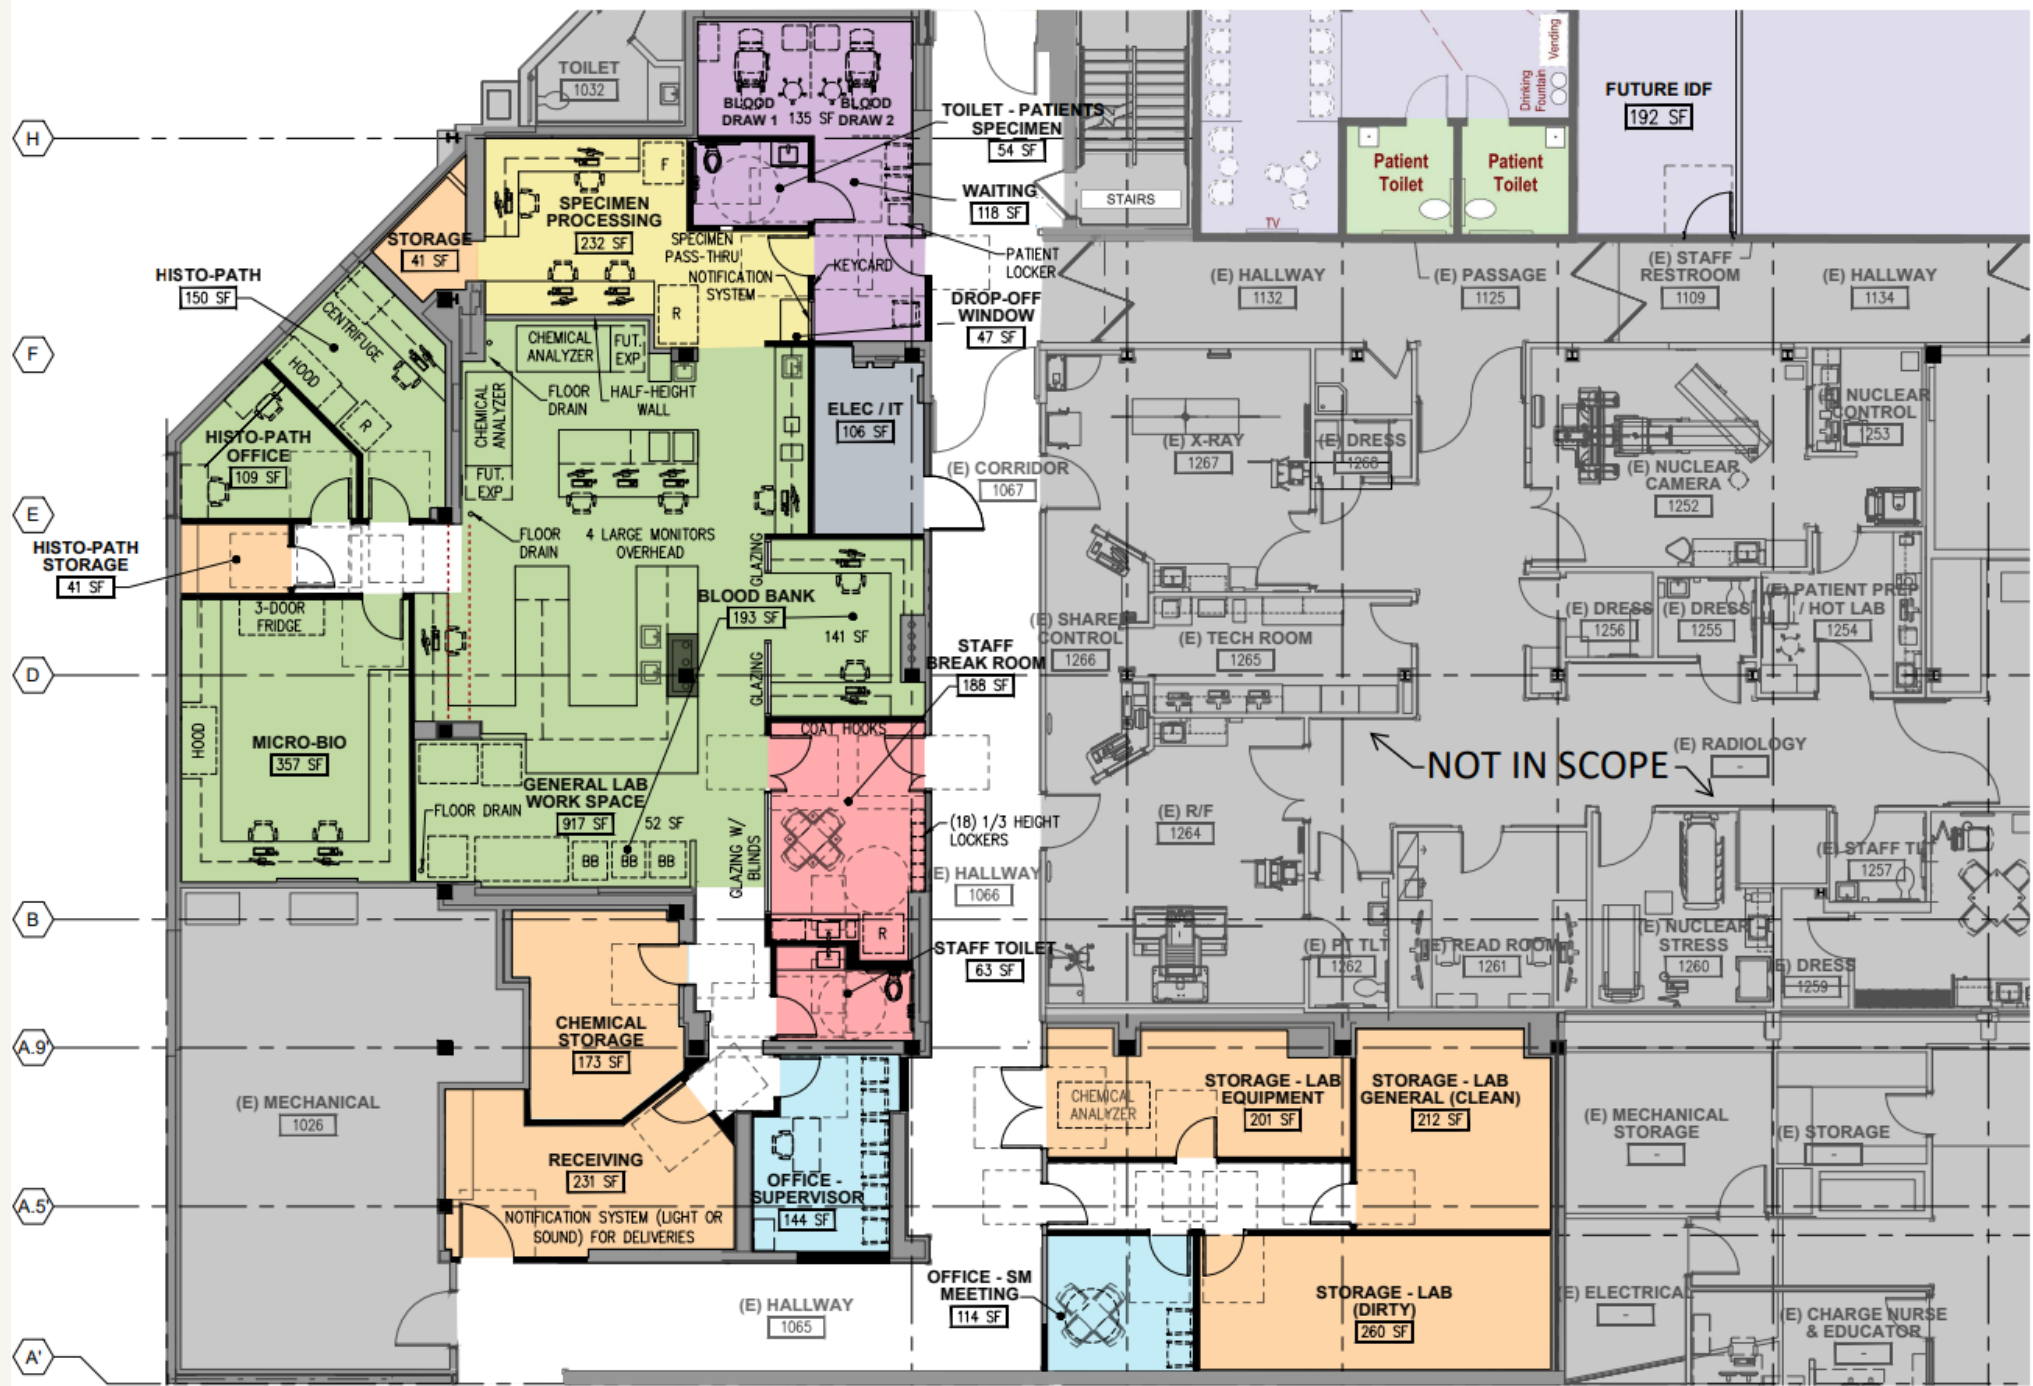 TOILET
1032
BLOOD
DRAW 1
135 SF
BLOOD
DRAW 2
TOILET - PATIENTS
SPECIMEN
54 SF
H
F
SPECIMEN
PROCESSING
232 SF
WAITING
118 SF
STAIRS
TV
Patient
Toilet
Patient
Toilet
Drinking
Fountain
Vending
FUTURE IDF
192 SF
STORAGE
41 SF
SPECIMEN
PASS-THRU
NOTIFICATION
SYSTEM
KEYCARD
PATIENT
LOCKER
R
DROP-OFF
WINDOW
47 SF
HISTO-PATH
150 SF
CENTRIFUGE
HOOD
R
(E) HALLWAY
1132
(E) PASSAGE
1125
(E) STAFF
RESTROOM
1109
(E) HALLWAY
1134
F
CHEMICAL
ANALYZER
FUT.
EXP
CHEMICAL
ANALYZER
FUT.
EXP
FLOOR
DRAIN
HALF-HEIGHT
WALL
ELEC / IT
106 SF
HISTO-PATH
OFFICE
109 SF
(E) CORRIDOR
1067
(E) X-RAY
1267
(E) DRESS
1268
(E) NUCLEAR
CAMERA
1252
NUCLEAR
CONTROL
1253
E
FLOOR
DRAIN
4 LARGE MONITORS
OVERHEAD
GLAZING
HISTO-PATH
STORAGE
41 SF
3-DOOR
FRIDGE
BLOOD BANK
193 SF
141 SF
GLAZING
(E) SHARE
CONTROL
1266
(E) TECH ROOM
1265
(E) DRESS
1256
(E) DRESS
1255
(E) PATIENT PREP
/ HOT LAB
1254
STAFF
BREAK ROOM
188 SF
D
HOOD
MICRO-BIO
357 SF
COAT HOOKS
NOT IN SCOPE
(E) RADIOLOGY
-
GENERAL LAB
WORK SPACE
917 SF
52 SF
FLOOR DRAIN
BB
BB
BB
GLAZING W/
BLINDS
(18) 1/3 HEIGHT
LOCKERS
(E) HALLWAY
1066
R
(E) R/F
1264
(E) STAFF TLT
1257
B
STAFF TOILET
63 SF
(E) PT TLT
1262
(E) READ ROOM
1261
(E) NUCLEAR
STRESS
1260
(E) DRESS
1259
CHEMICAL
STORAGE
173 SF
A.9'
(E) MECHANICAL
1026
CHEMICAL
ANALYZER
STORAGE - LAB
EQUIPMENT
201 SF
STORAGE - LAB
GENERAL (CLEAN)
212 SF
(E) MECHANICAL
STORAGE
-
(E) STORAGE
-
RECEIVING
231 SF
NOTIFICATION SYSTEM (LIGHT OR
SOUND) FOR DELIVERIES
OFFICE -
SUPERVISOR
144 SF
A.5'
OFFICE - SM
MEETING
114 SF
STORAGE - LAB
(DIRTY)
260 SF
(E) ELECTRICAL
-
(E) CHARGE NURSE
& EDUCATOR
-
(E) HALLWAY
1065
A'